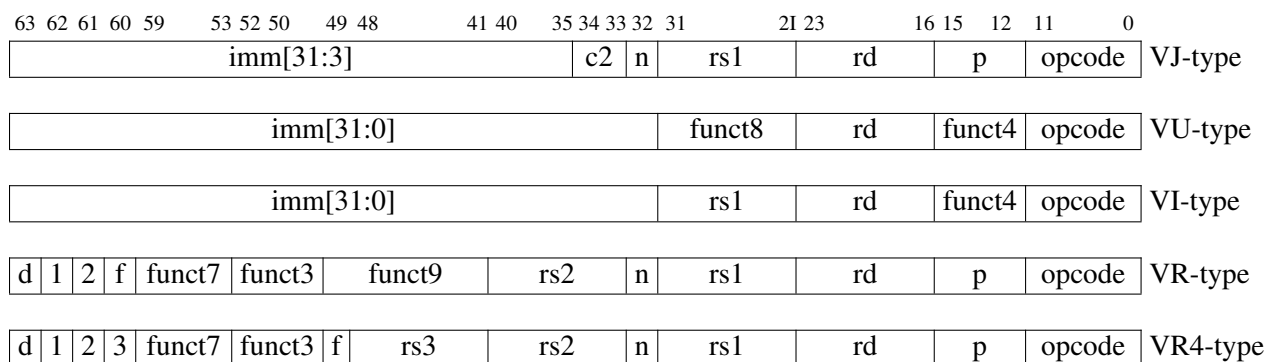 63 62 61 60 59 53 52 50 49 48 41 40 35 34 33 32 31 24 23 16 15 12 11 0
imm[31:3] c2 n rs1 rd p opcode VJ-type
imm[31:0] funct8 rd funct4 opcode VU-type
imm[31:0] rs1 rd funct4 opcode VI-type
d 1 2 f funct7 funct3 funct9 rs2 n rs1 rd p opcode VR-type
d 1 2 3 funct7 funct3 f rs3 rs2 n rs1 rd p opcode VR4-type